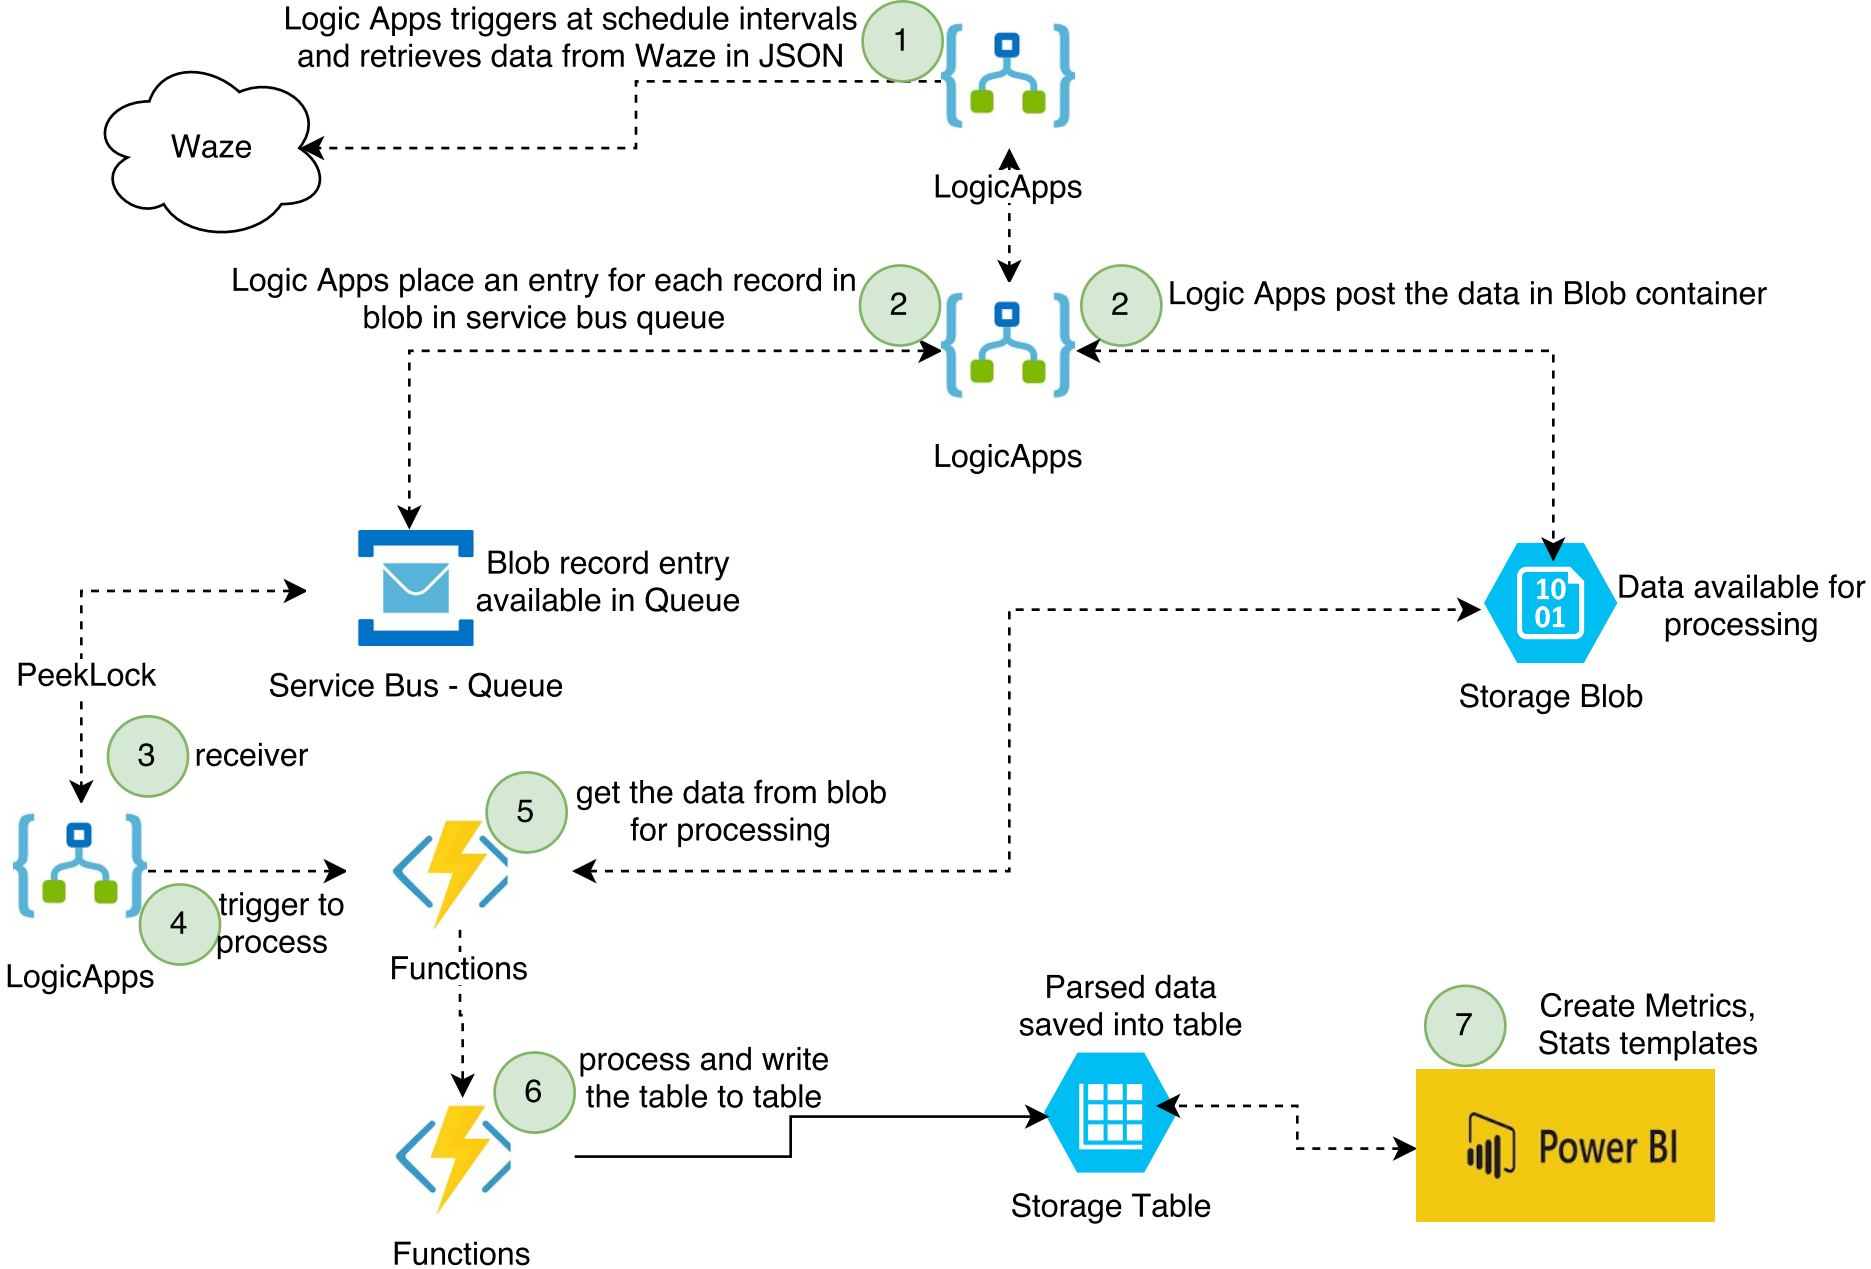 Logic Apps triggers at schedule intervals
and retrieves data from Waze in JSON
1
Waze
LogicApps
Logic Apps place an entry for each record in
blob in service bus queue
2
2
Logic Apps post the data in Blob container
LogicApps
Blob record entry
available in Queue
Service Bus - Queue
10
01
Data available for
processing
Storage Blob
PeekLock
3
receiver
5
get the data from blob
for processing
4
trigger to
process
LogicApps
Functions
Parsed data
saved into table
7
Create Metrics,
Stats templates
6
process and write
the table to table
Power BI
Storage Table
Functions